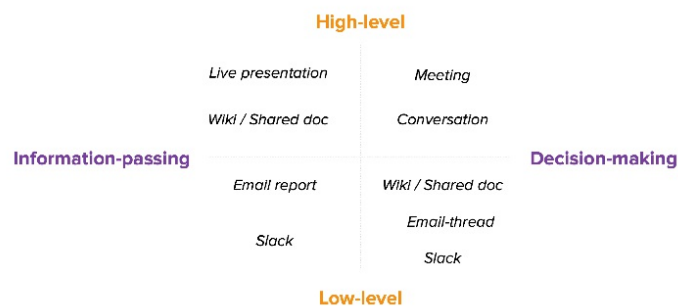 High-level
Live presentation
Meeting
Wiki / Shared doc
Conversation
Information-passing
Decision-making
Email report
Wiki / Shared doc
Email-thread
Slack
Slack
Low-level